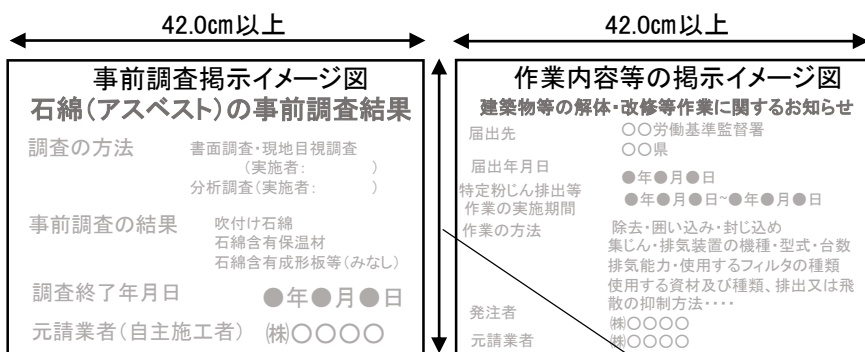 42.0cm以上
事前調査掲示イメージ図
石綿(アスベスト)の事前調査結果
調査の方法 書面調査・現地目視調査
(実施者: )
分析調査(実施者: )
事前調査の結果 吹付け石綿
石綿含有保温材
石綿含有成形板等(みなし)
調査終了年月日 ●年●月●日
元請業者(自主施工者) ㈱〇〇〇〇
42.0cm以上
作業内容等の掲示イメージ図
建築物等の解体・改修等作業に関するお知らせ
届出先 〇〇労働基準監督署
〇〇県
届出年月日 ●年●月●日
特定粉じん排出等
作業の実施期間 ●年●月●日~●年●月●日
作業の方法 除去・囲い込み・封じ込め
集じん・排気装置の機種・型式・台数
排気能力・使用するフィルタの種類
使用する資材及び種類、排出又は飛
散の抑制方法・・・・
発注者 ㈱〇〇〇〇
元請業者 ㈱〇〇〇〇